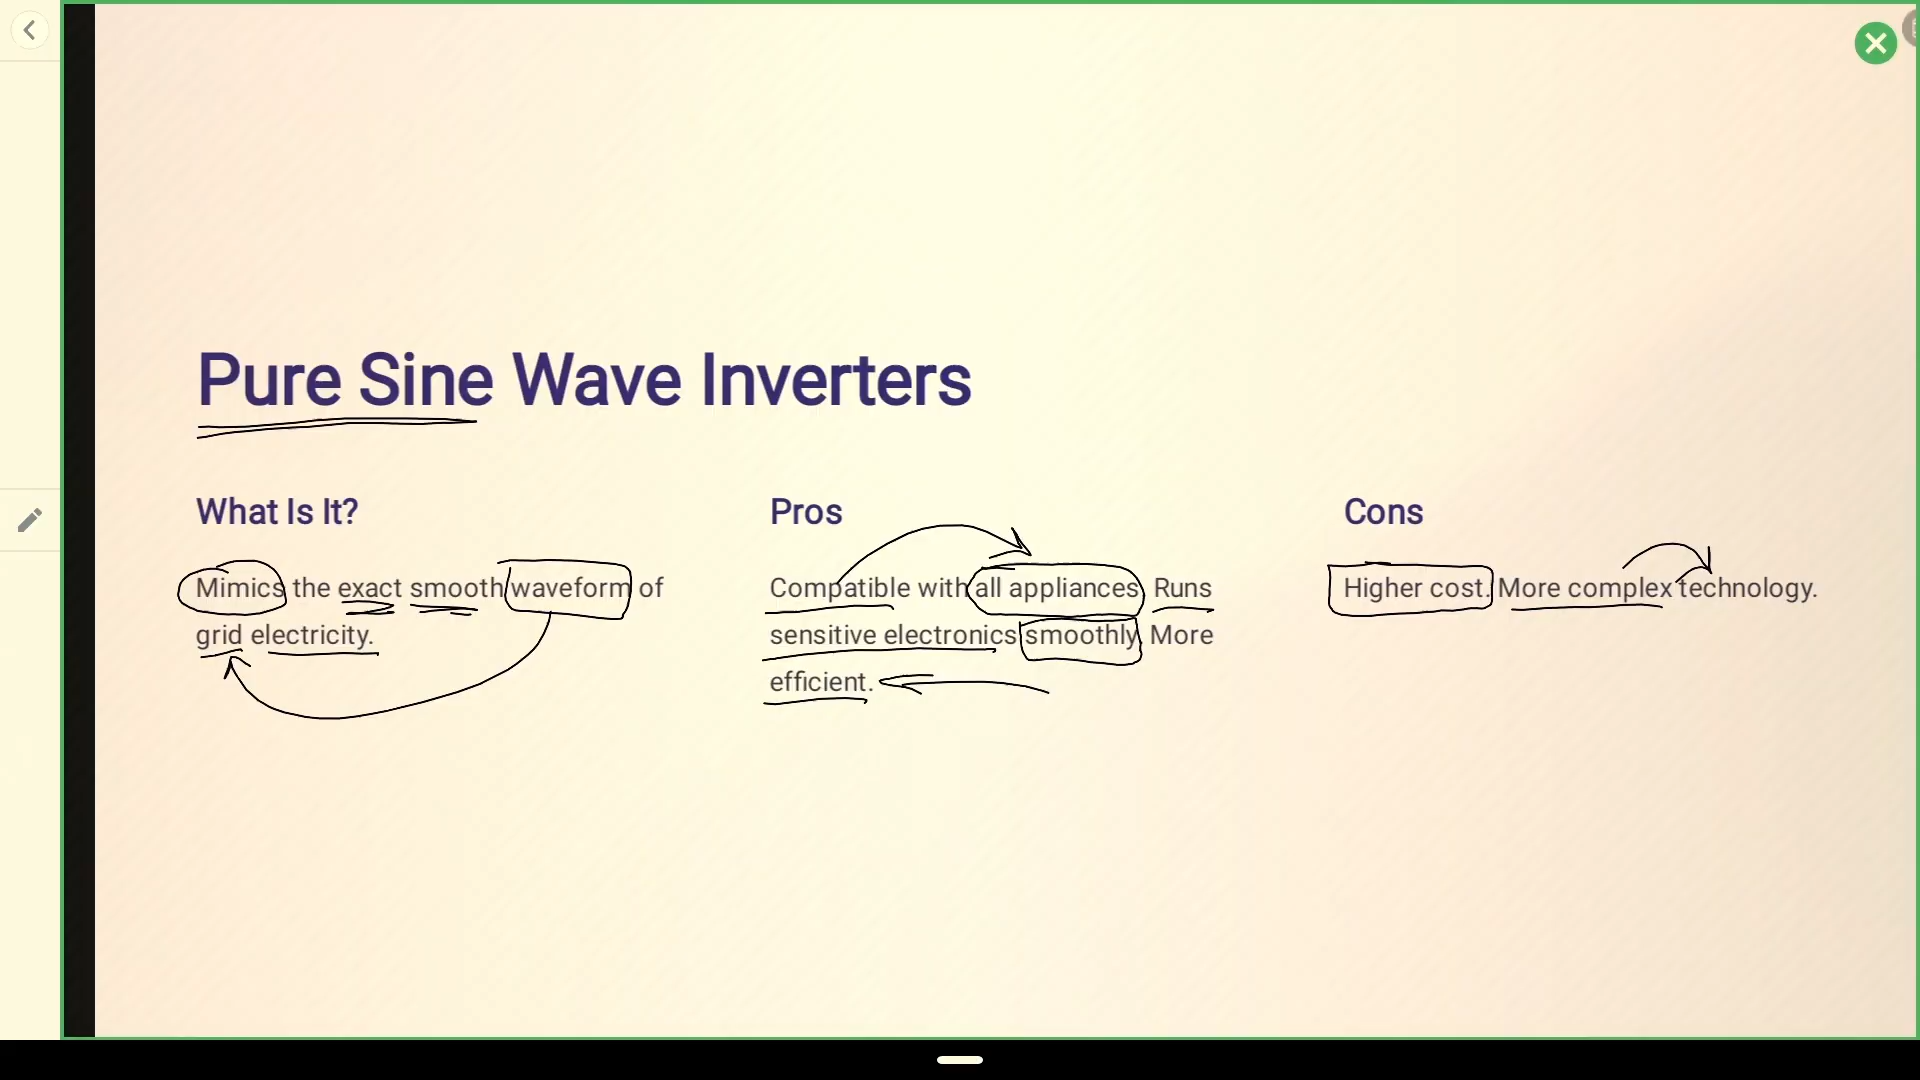 Pure Sine Wave Inverters
What Is It?
Mimics the exact smooth waveform of
grid electricity.
Pros
Compatible with all appliances. Runs
sensitive electronics smoothly. More
efficient.
Cons
Higher cost. More complex technology.